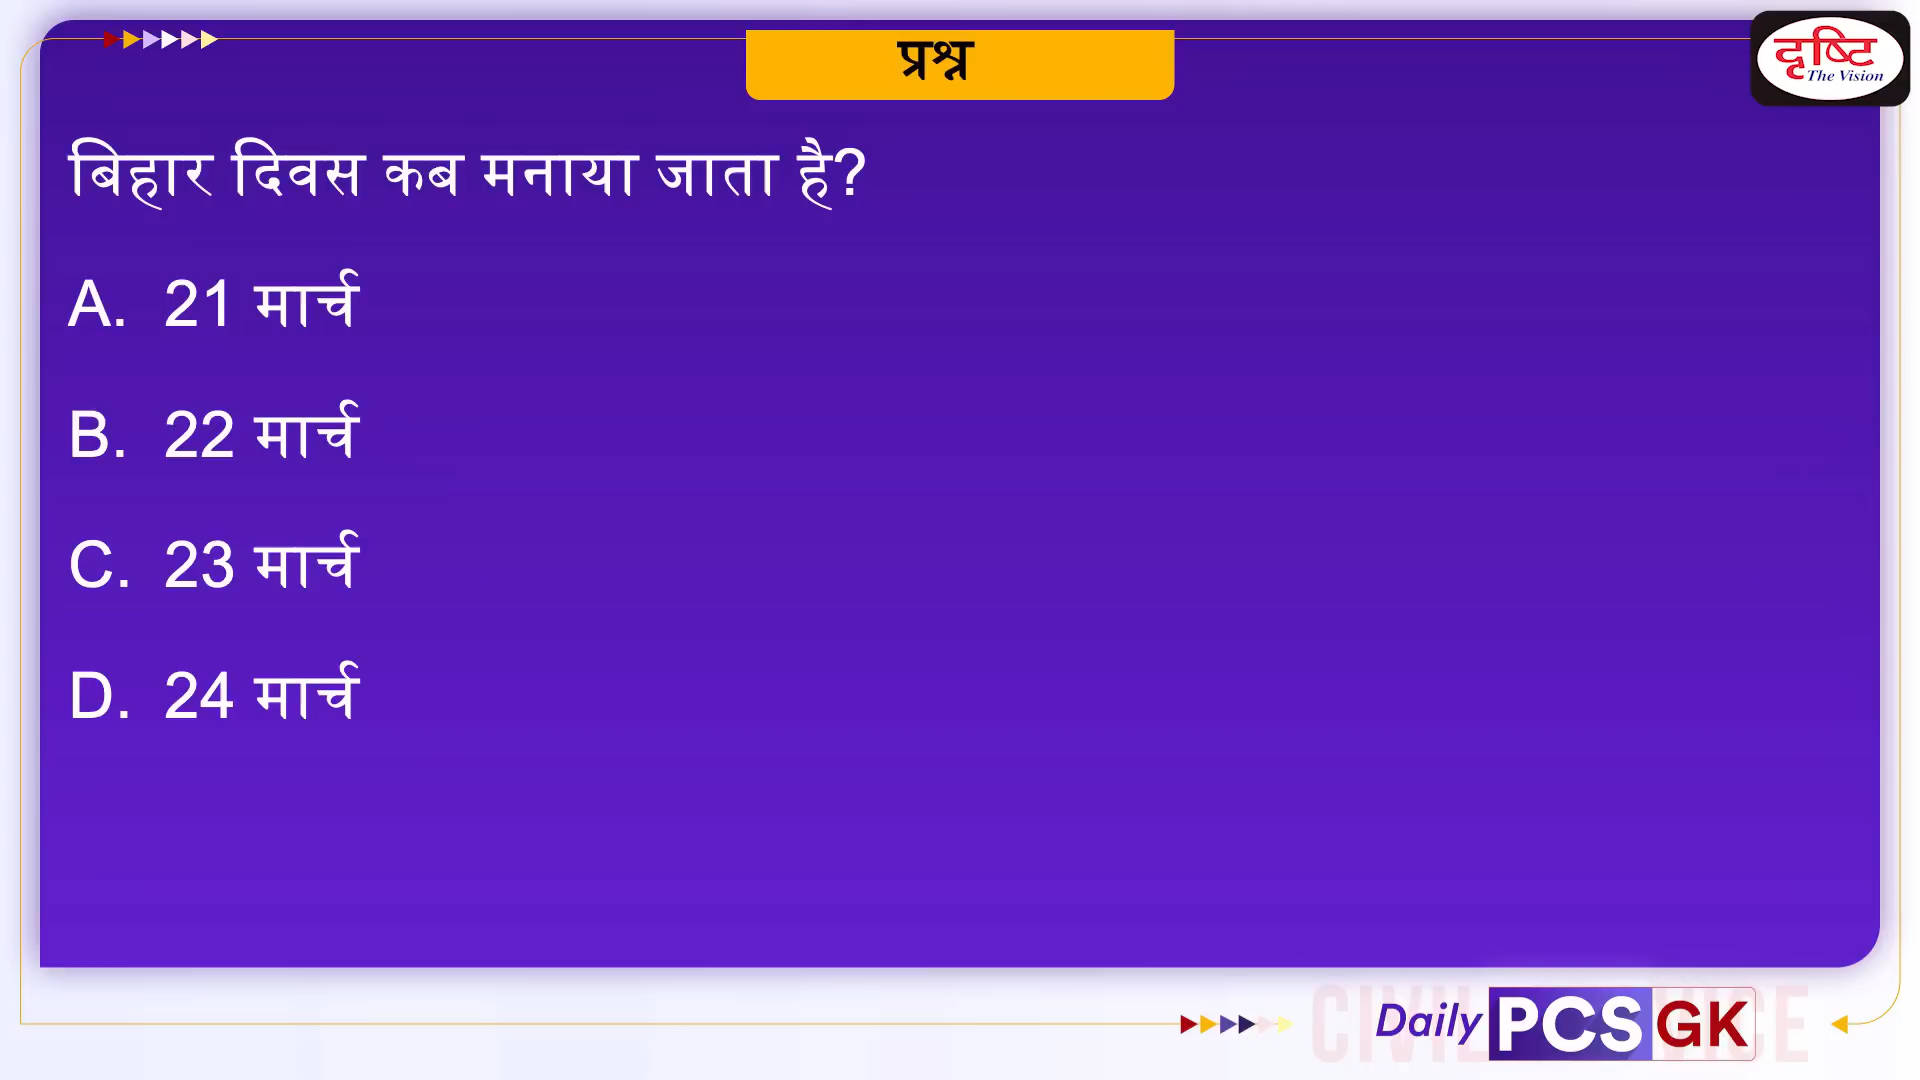 प्रश्न
दृष्टि
The Vision
बिहार दिवस कब मनाया जाता है?
A. 21 मार्च
B. 22 मार्च
C. 23 मार्च
D. 24 मार्च
Daily PCS GK